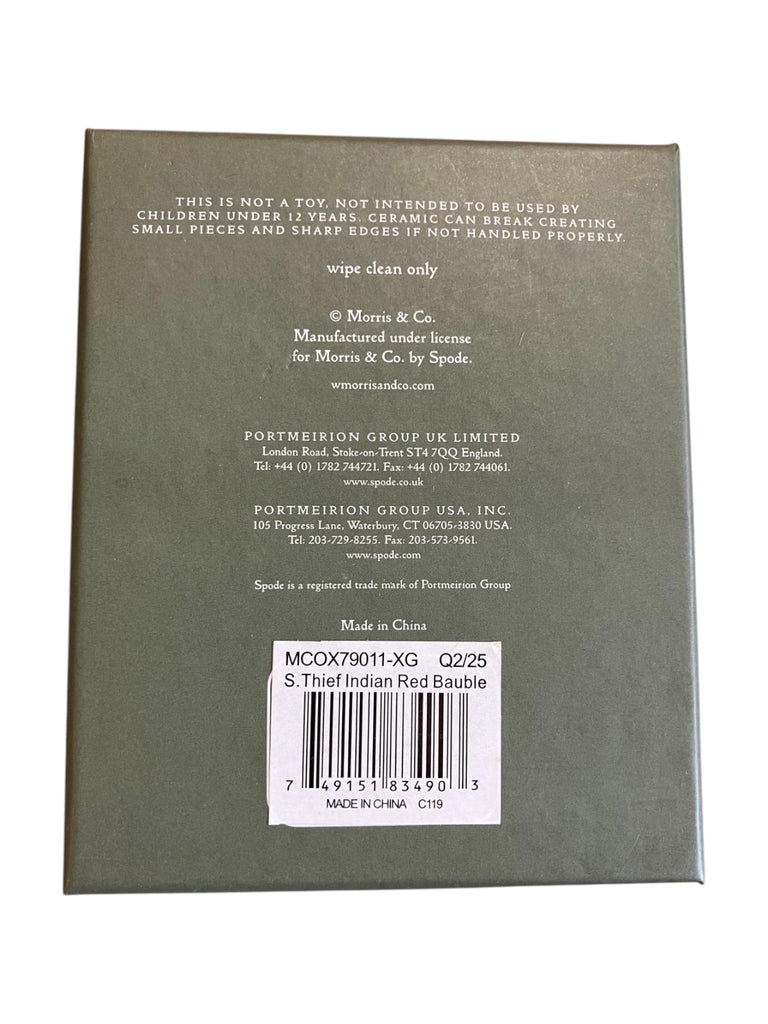 THIS IS NOT A TOY. NOT INTENDED TO BE USED BY
CHILDREN UNDER 12 YEARS. CERAMIC CAN BREAK CREATING
SMALL PIECES AND SHARP EDGES IF NOT HANDLED PROPERLY.
wipe clean only
© Morris & Co.
Manufactured under license
for Morris & Co. by Spode.
wmorrisandco.com
PORTMEIRION GROUP UK LIMITED
London Road, Stoke-on-Trent ST4 7QQ England.
Tel: +44 (0) 1782 744721. Fax: +44 (0) 1782 744061.
www.spode.co.uk
PORTMEIRION GROUP USA, INC.
105 Progress Lane, Waterbury, CT 06705-3830 USA.
Tel: 203-729-8255. Fax: 203-573-9561.
www.spode.com
Spode is a registered trade mark of Portmeirion Group
Made in China
MCOX79011-XG Q2/25
S.Thief Indian Red Bauble
7 49151 83490 3
MADE IN CHINA C119